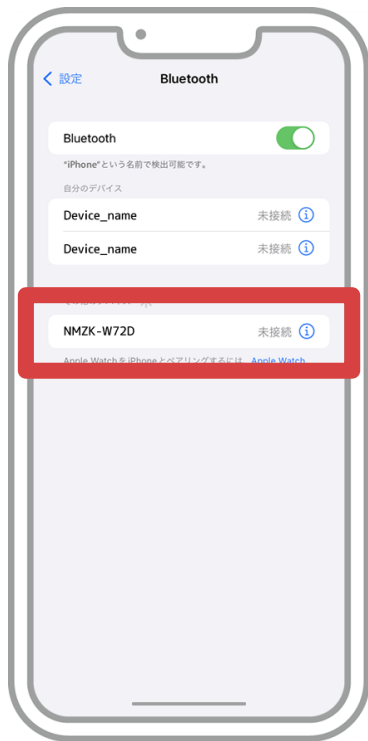 設定
Bluetooth
Bluetooth
"iPhone"という名前で検出可能です。
自分のデバイス
Device_name 未接続
Device_name 未接続
NMZK-W72D 未接続
Apple WatchをiPhoneとペアリングするには、Apple Watch